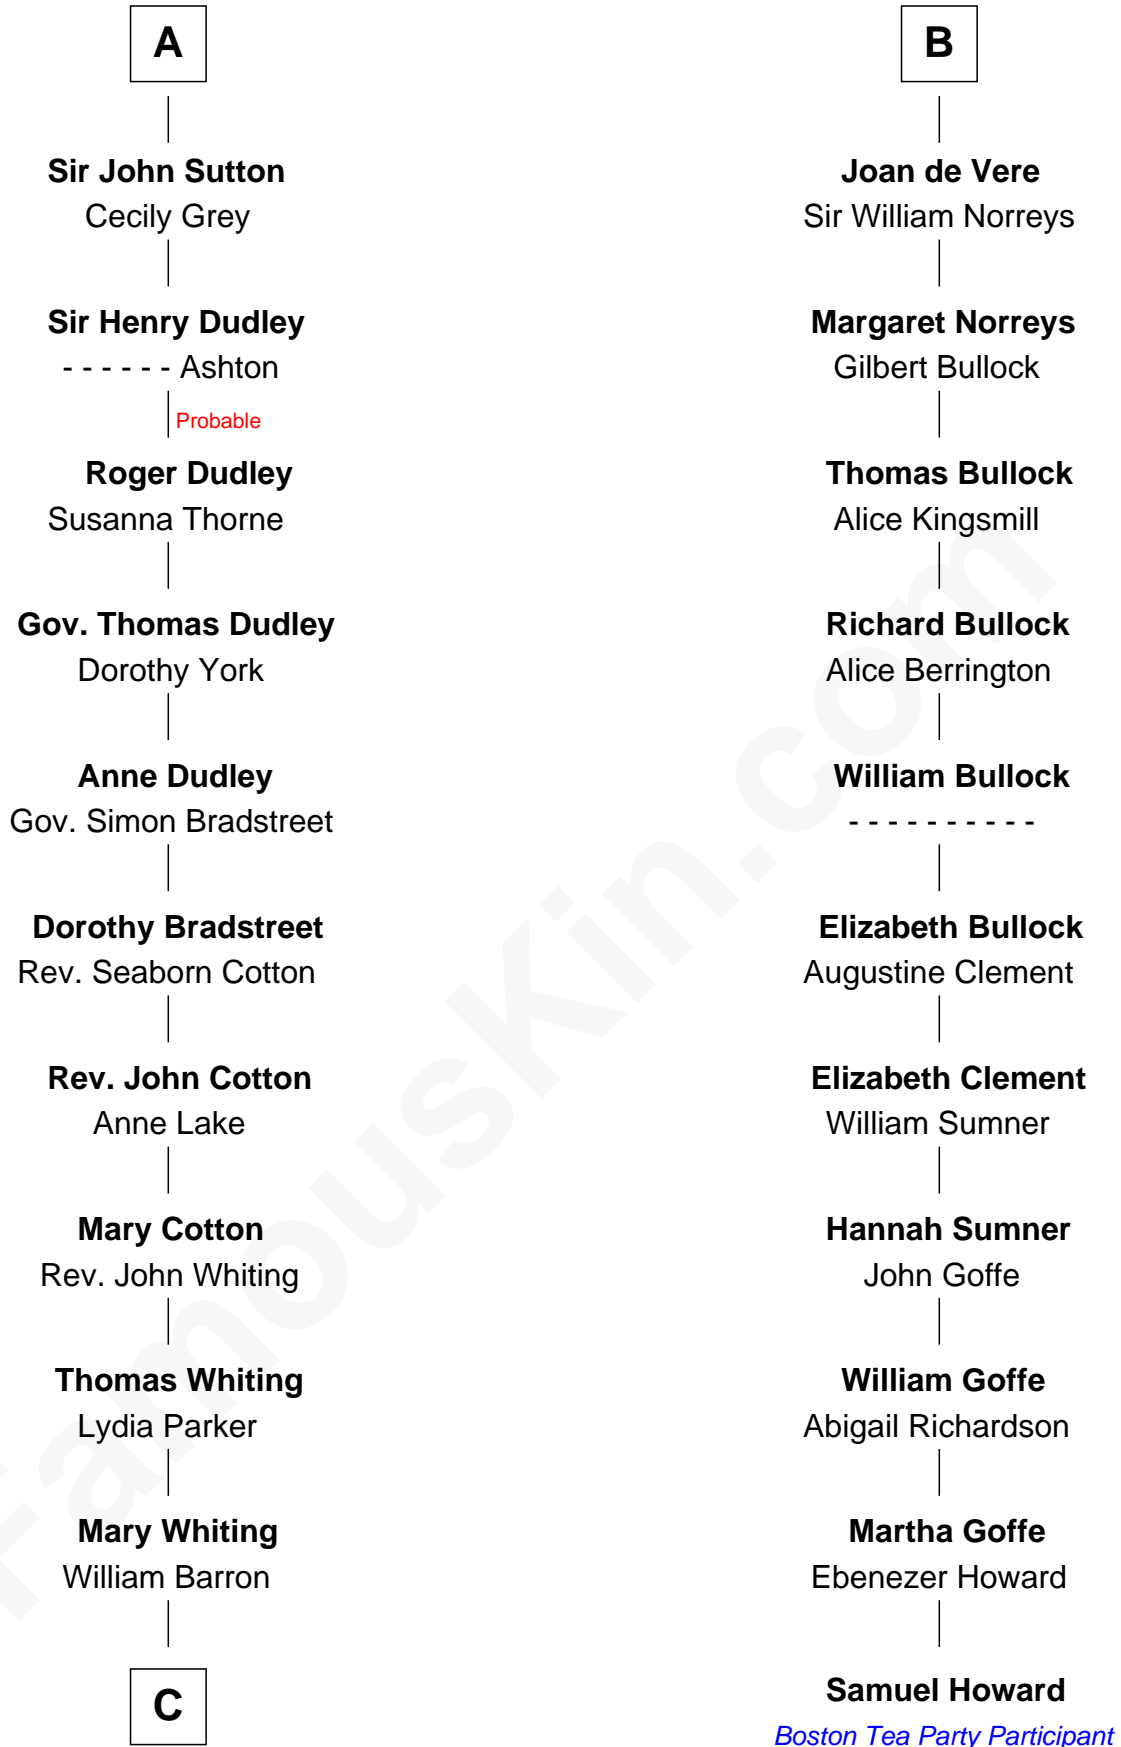 A
Sir John Sutton
Cecily Grey
Sir Henry Dudley
- - - - - - Ashton
Probable
Roger Dudley
Susanna Thorne
Gov. Thomas Dudley
Dorothy York
Anne Dudley
Gov. Simon Bradstreet
Dorothy Bradstreet
Rev. Seaborn Cotton
Rev. John Cotton
Anne Lake
Mary Cotton
Rev. John Whiting
Thomas Whiting
Lydia Parker
Mary Whiting
William Barron
C
B
Joan de Vere
Sir William Norreys
Margaret Norreys
Gilbert Bullock
Thomas Bullock
Alice Kingsmill
Richard Bullock
Alice Berrington
William Bullock
- - - - - - - - - -
Elizabeth Bullock
Augustine Clement
Elizabeth Clement
William Sumner
Hannah Sumner
John Goffe
William Goffe
Abigail Richardson
Martha Goffe
Ebenezer Howard
Samuel Howard
Boston Tea Party Participant
FamousKin.com